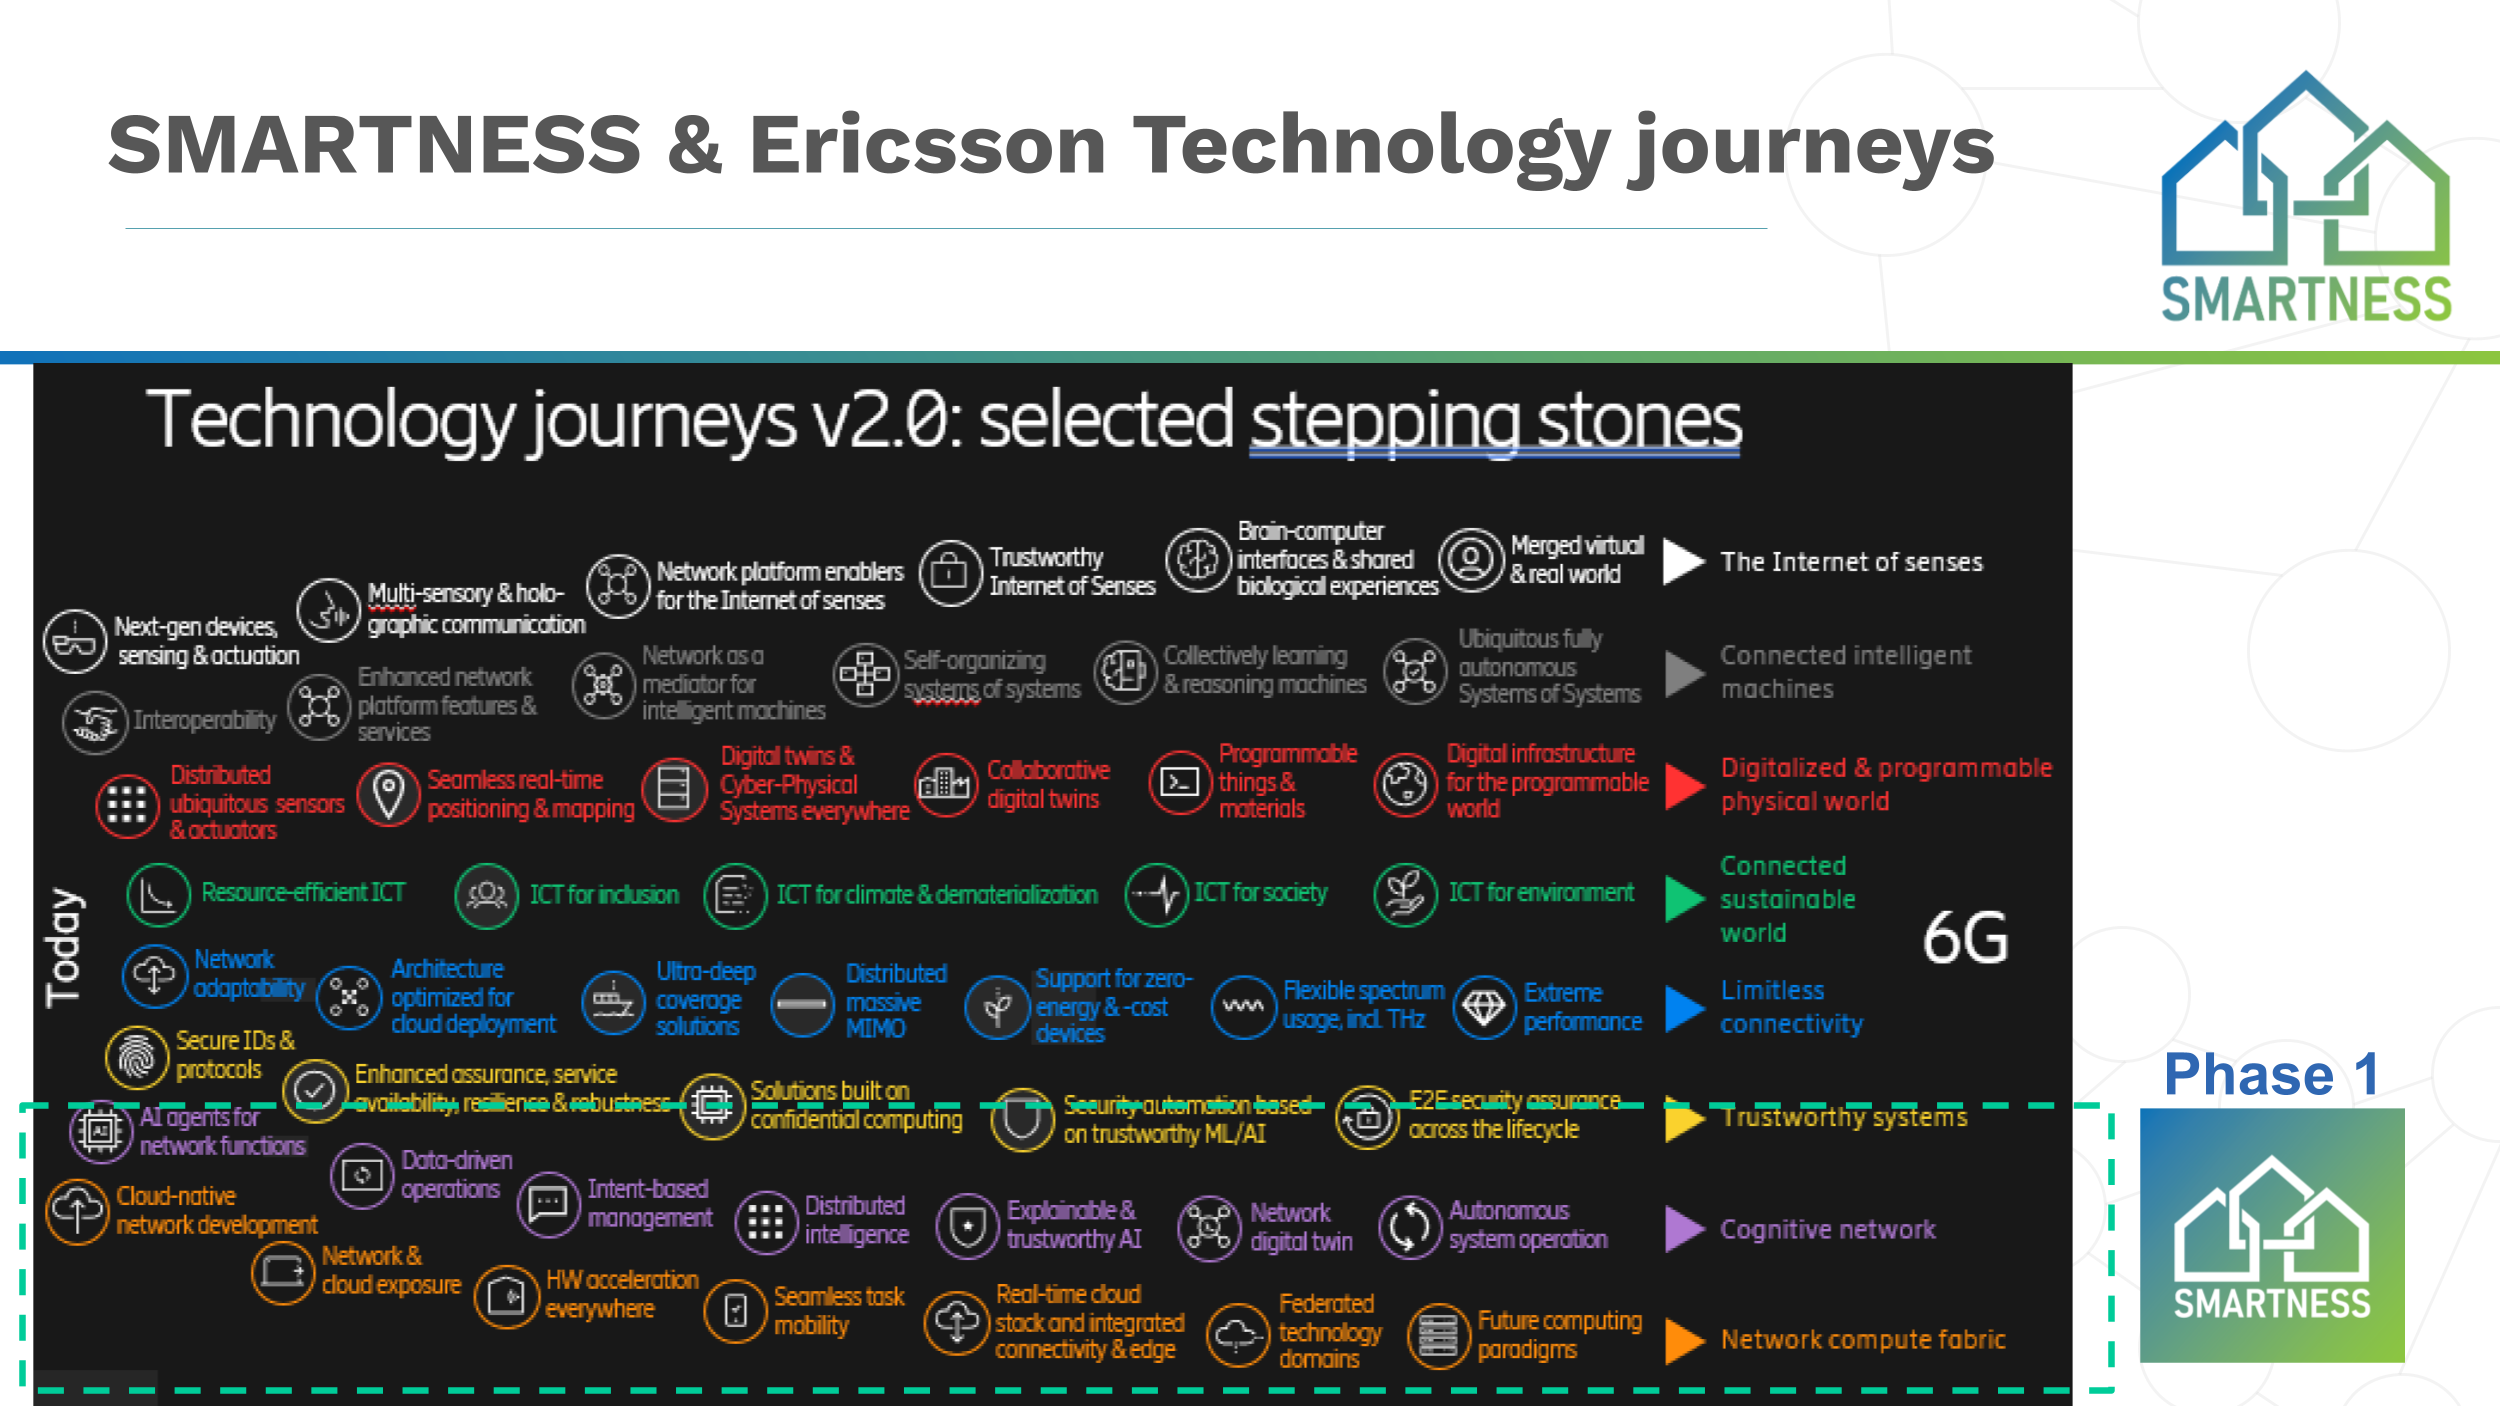 SMARTNESS & Ericsson Technology journeys
SMARTNESS
Technology journeys v2.0: selected stepping stones
Next-gen devices,
sensing & actuation
Multi-sensory & holo-
graphic communication
Network platform enablers
for the Internet of senses
Trustworthy
Internet of Senses
Brain-computer
interfaces & shared
biological experiences
Merged virtual
& real world
The Internet of senses
Interoperability
Enhanced network
platform features &
services
Network as a
mediator for
intelligent machines
Self-organizing
systems of systems
Collectively learning
& reasoning machines
Ubiquitous fully
autonomous
Systems of Systems
Connected intelligent
machines
Distributed
ubiquitous sensors
& actuators
Seamless real-time
positioning & mapping
Digital twins &
Cyber-Physical
Systems everywhere
Collaborative
digital twins
Programmable
things &
materials
Digital infrastructure
for the programmable
world
Digitalized & programmable
physical world
Today
Resource-efficient ICT
ICT for inclusion
ICT for climate & dematerialization
ICT for society
ICT for environment
Connected
sustainable
world
6G
Network
adaptability
Architecture
optimized for
cloud deployment
Ultra-deep
coverage
solutions
Distributed
massive
MIMO
Support for zero-
energy & -cost
devices
Flexible spectrum
usage, incl. THz
Extreme
performance
Limitless
connectivity
Secure IDs &
protocols
Enhanced assurance, service
availability, resilience & robustness
Solutions built on
confidential computing
Security automation based
on trustworthy ML/AI
E2E security assurance
across the lifecycle
Trustworthy systems
AI agents for
network functions
AI
Data-driven
operations
Intent-based
management
Distributed
intelligence
Explainable &
trustworthy AI
Network
digital twin
Autonomous
system operation
Cognitive network
Cloud-native
network development
Network &
cloud exposure
HW acceleration
everywhere
Seamless task
mobility
Real-time cloud
stack and integrated
connectivity & edge
Federated
technology
domains
Future computing
paradigms
Network compute fabric
Phase 1
SMARTNESS